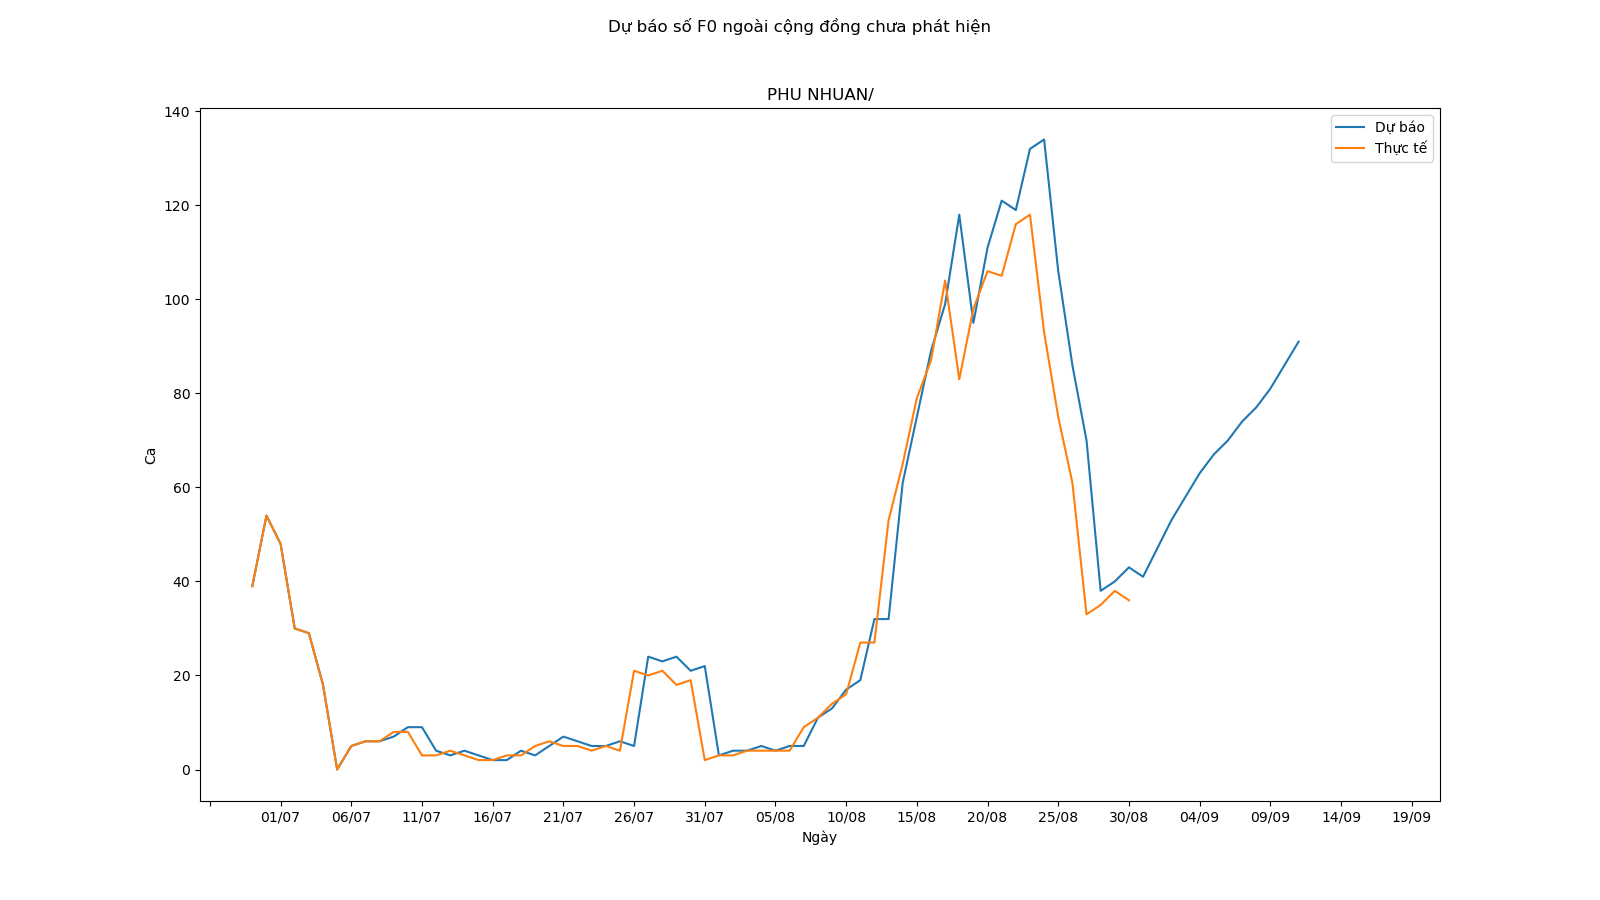 Dự báo số F0 ngoài cộng đồng chưa phát hiện
PHU NHUAN/
Dự báo
Thực tế
140
120
100
80
60
40
20
0
Ca
01/07 06/07 11/07 16/07 21/07 26/07 31/07 05/08 10/08 15/08 20/08 25/08 30/08 04/09 09/09 14/09 19/09
Ngày